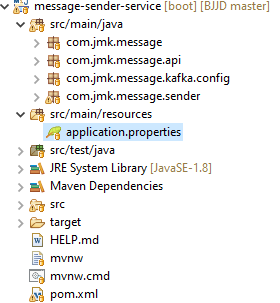 message-sender-service [boot] [BJJD master]
src/main/java
com.jmk.message
com.jmk.message.api
com.jmk.message.kafka.config
com.jmk.message.sender
src/main/resources
application.properties
src/test/java
JRE System Library [JavaSE-1.8]
Maven Dependencies
src
target
HELP.md
mvnw
mvnw.cmd
pom.xml